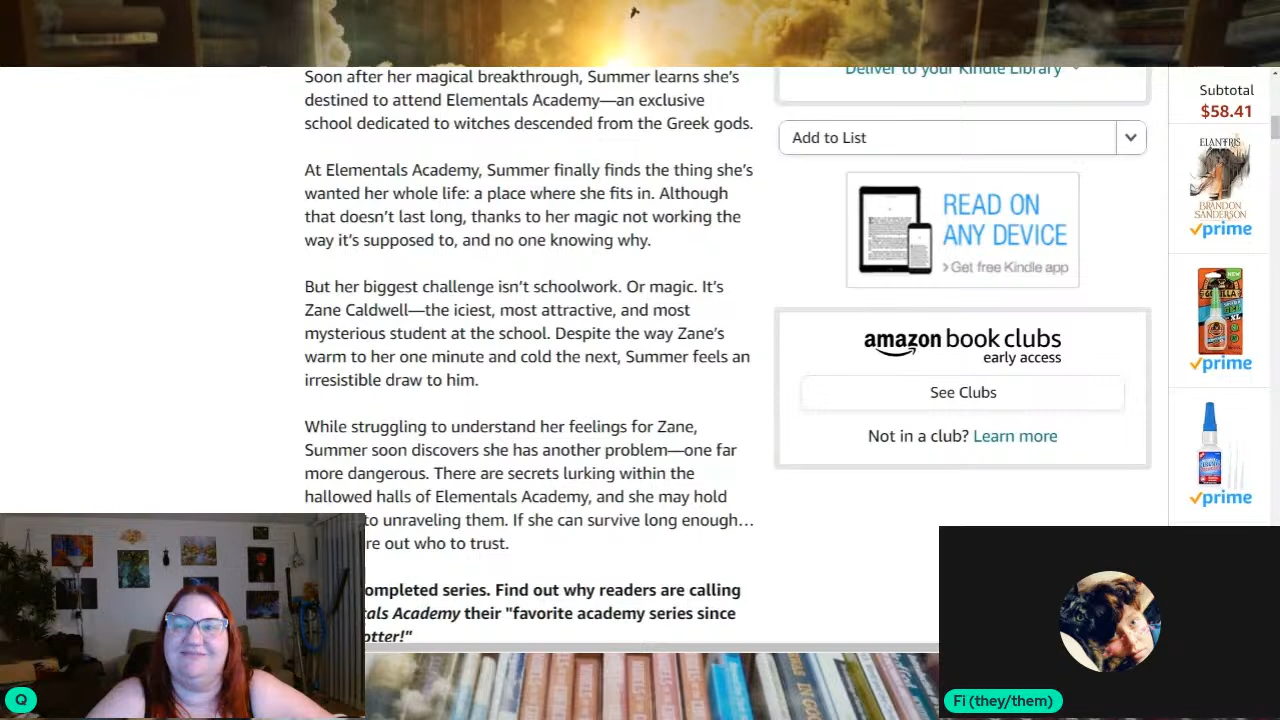 Soon after her magical breakthrough, Summer learns she's
destined to attend Elementals Academy—an exclusive
school dedicated to witches descended from the Greek gods.
At Elementals Academy, Summer finally finds the thing she's
wanted her whole life: a place where she fits in. Although
that doesn't last long, thanks to her magic not working the
way it's supposed to, and no one knowing why.
But her biggest challenge isn't schoolwork. Or magic. It's
Zane Caldwell—the iciest, most attractive, and most
mysterious student at the school. Despite the way Zane's
warm to her one minute and cold the next, Summer feels an
irresistible draw to him.
While struggling to understand her feelings for Zane,
Summer soon discovers she has another problem—one far
more dangerous. There are secrets lurking within the
hallowed halls of Elementals Academy, and she may hold
to unraveling them. If she can survive long enough…
re out who to trust.
ompleted series. Find out why readers are calling
tals Academy their "favorite academy series since
otter!"
Deliver to your Kindle Library
Add to List
READ ON
ANY DEVICE
› Get free Kindle app
amazon book clubs
early access
See Clubs
Not in a club? Learn more
Subtotal
$58.41
ELANTRIS
BRANDON
SANDERSON
prime
NEW
GORILLA
prime
prime
Q
Fi (they/them)